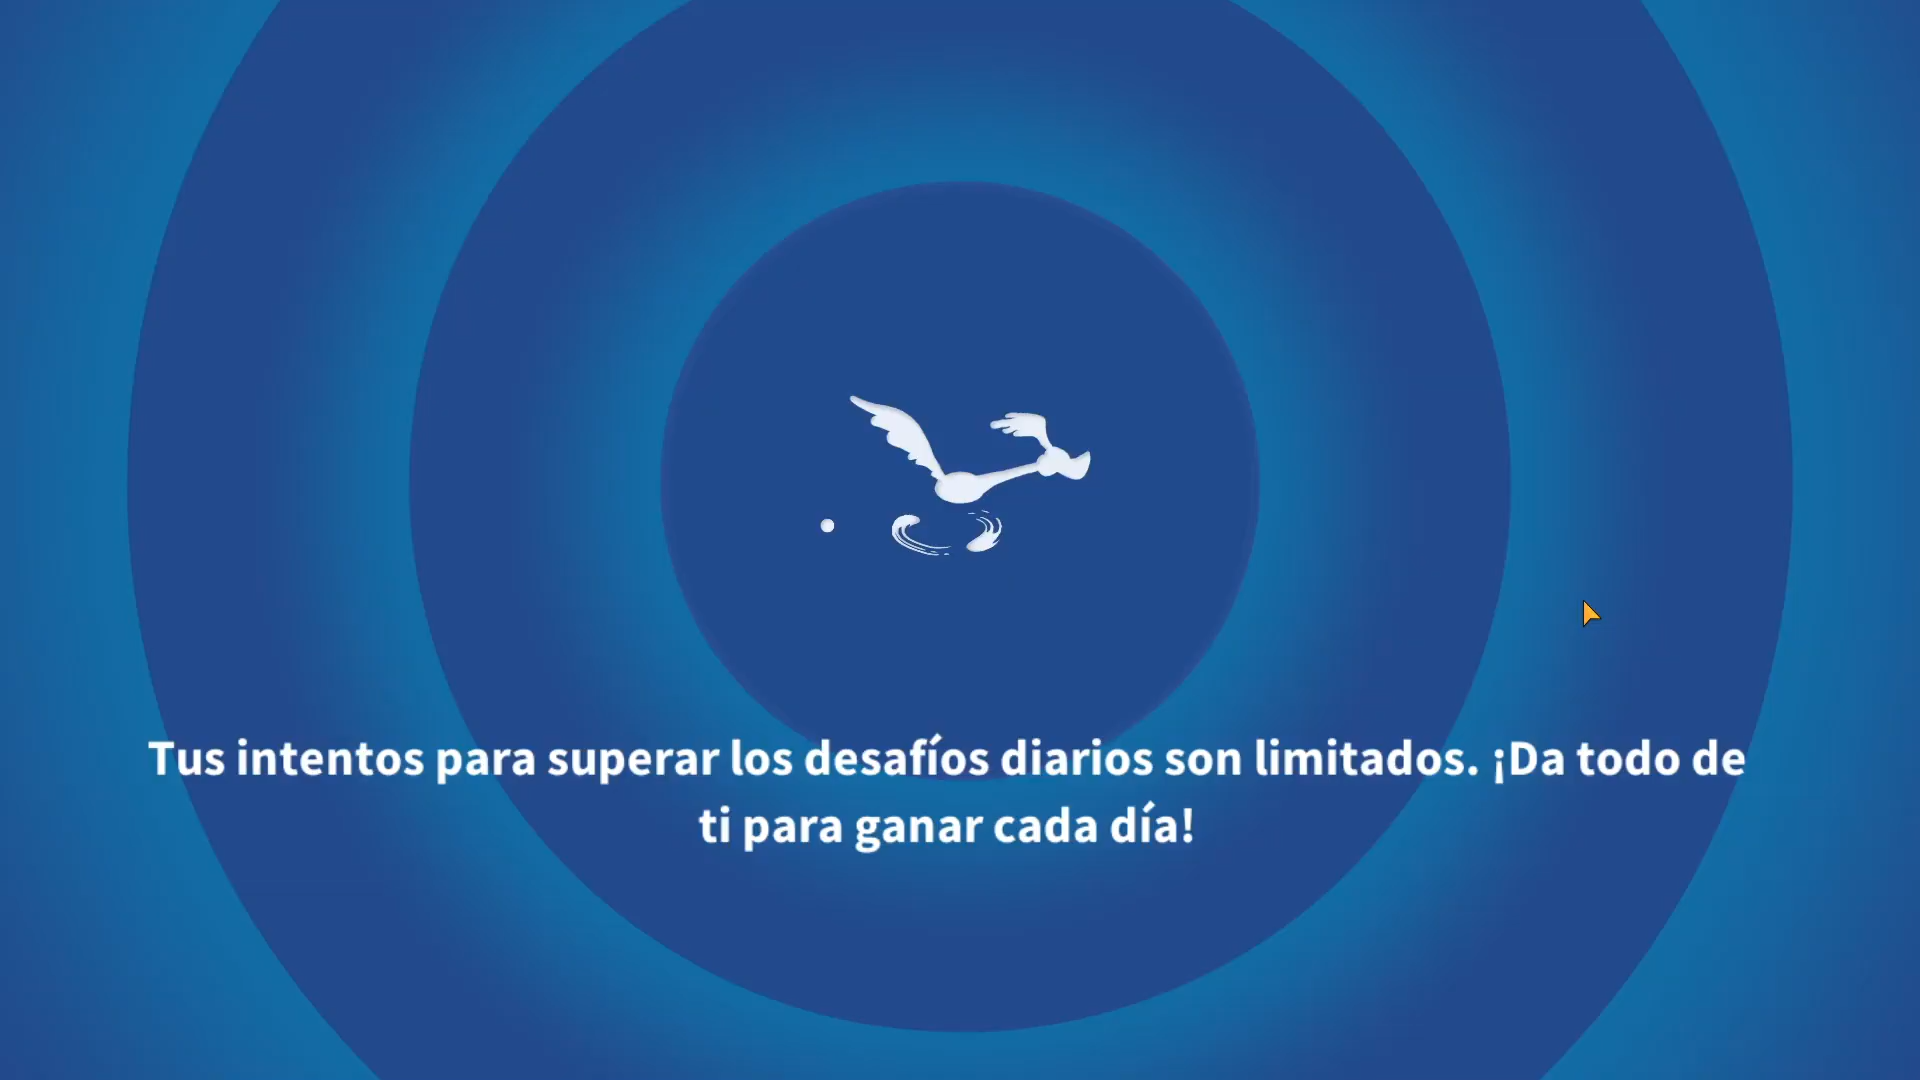 Tus intentos para superar los desafíos diarios son limitados. ¡Da todo de
ti para ganar cada día!